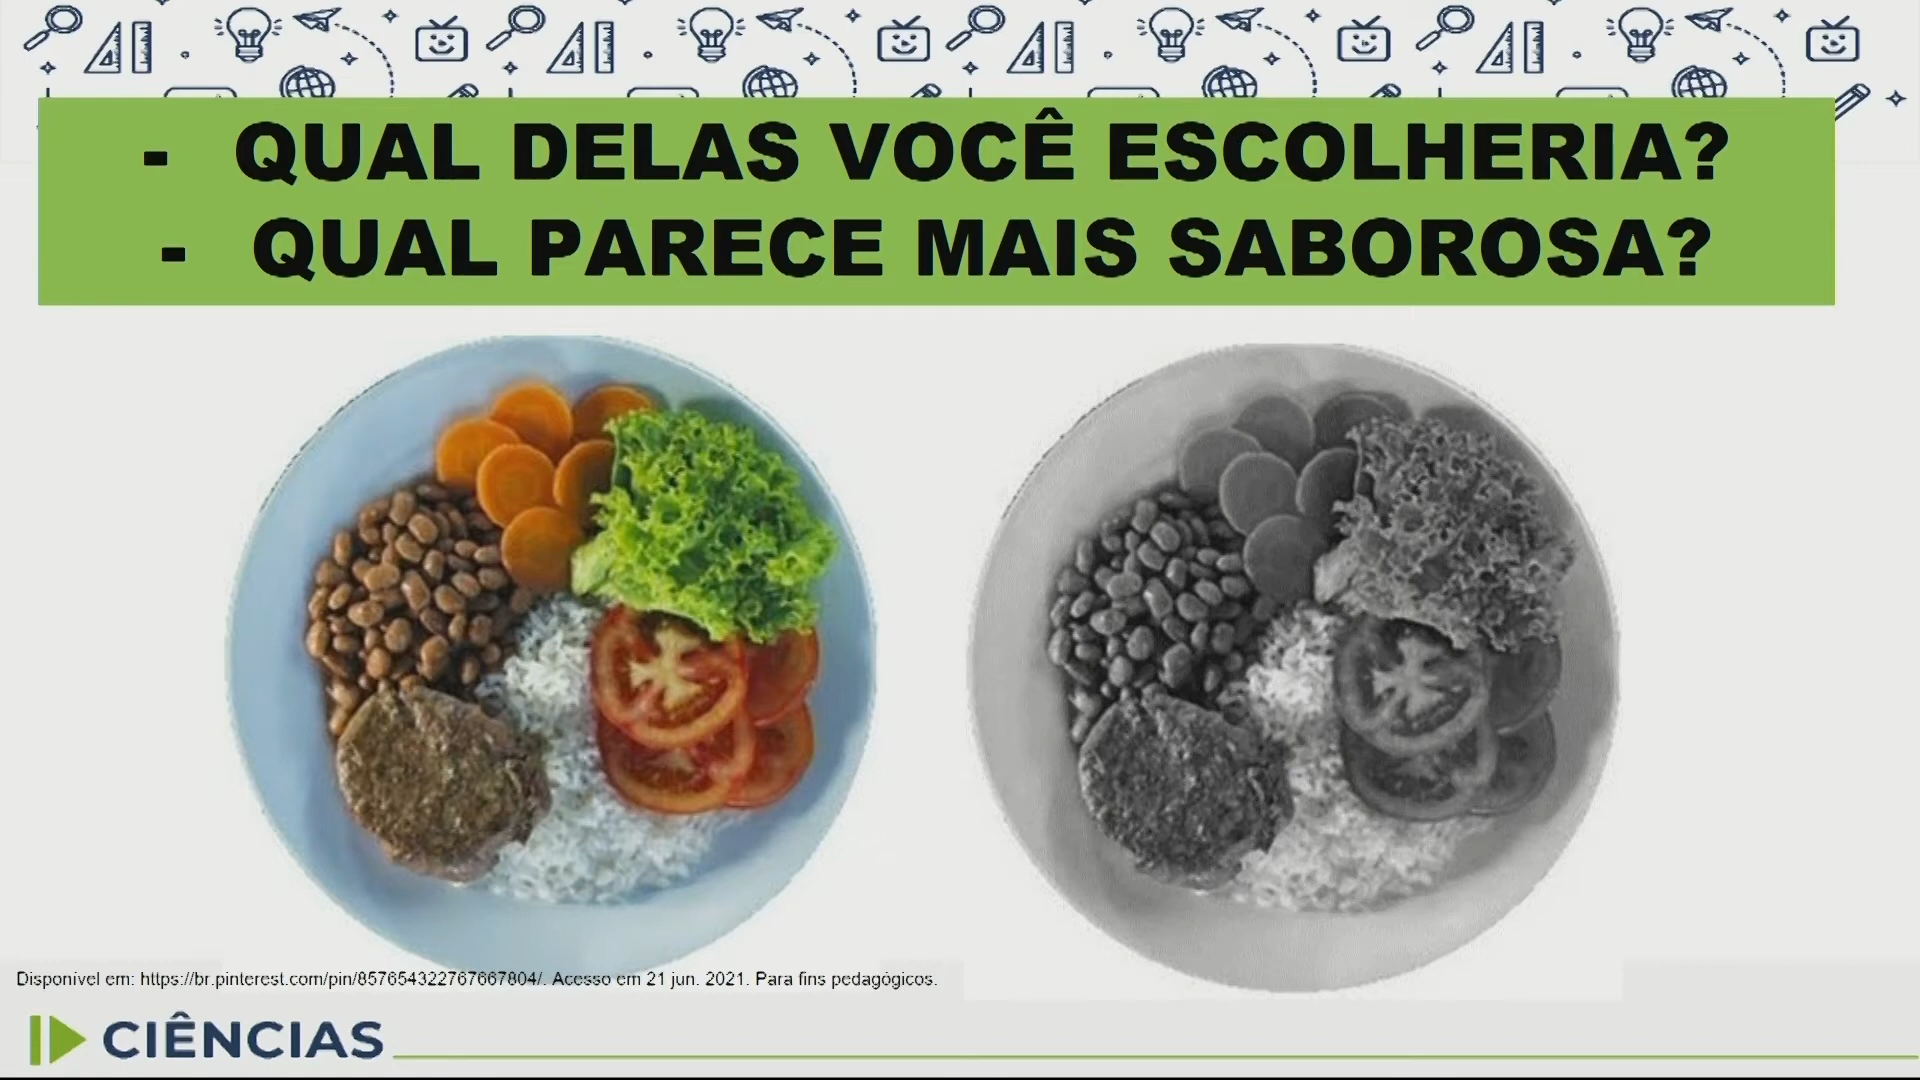 - QUAL DELAS VOCÊ ESCOLHERIA?
- QUAL PARECE MAIS SABOROSA?
Disponível em: https://br.pinterest.com/pin/857654322767667804/. Acesso em 21 jun. 2021. Para fins pedagógicos.
CIÊNCIAS